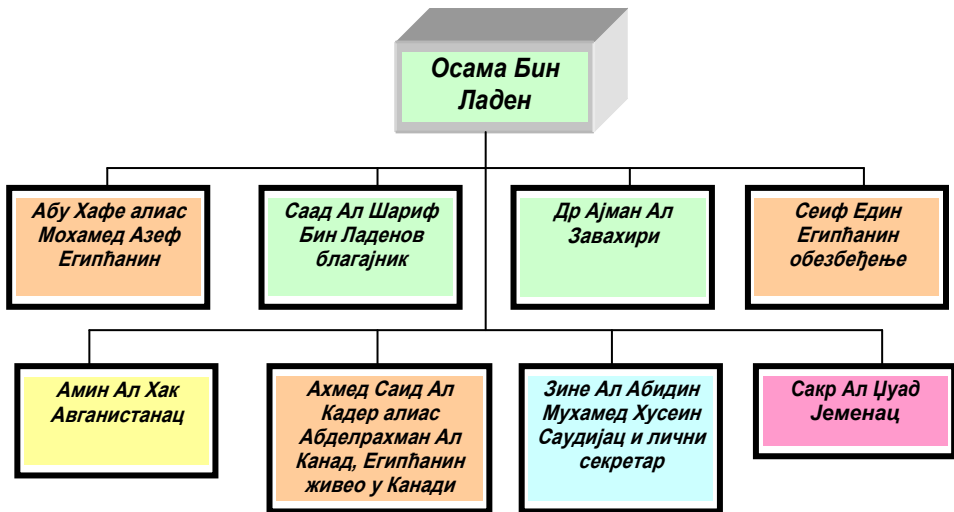 Осама Бин
Ладен
Абу Хафе алиас
Мохамед Азеф
Египћанин
Саад Ал Шариф
Бин Ладенов
благајник
Др Ајман Ал
Завахири
Сеиф Един
Египћанин
обезбеђење
Амин Ал Хак
Авганистанац
Ахмед Саид Ал
Кадер алиас
Абделрахман Ал
Канад, Египћанин
живео у Канади
Зине Ал Абидин
Мухамед Хусеин
Саудијац и лични
секретар
Сакр Ал Џуад
Јеменац